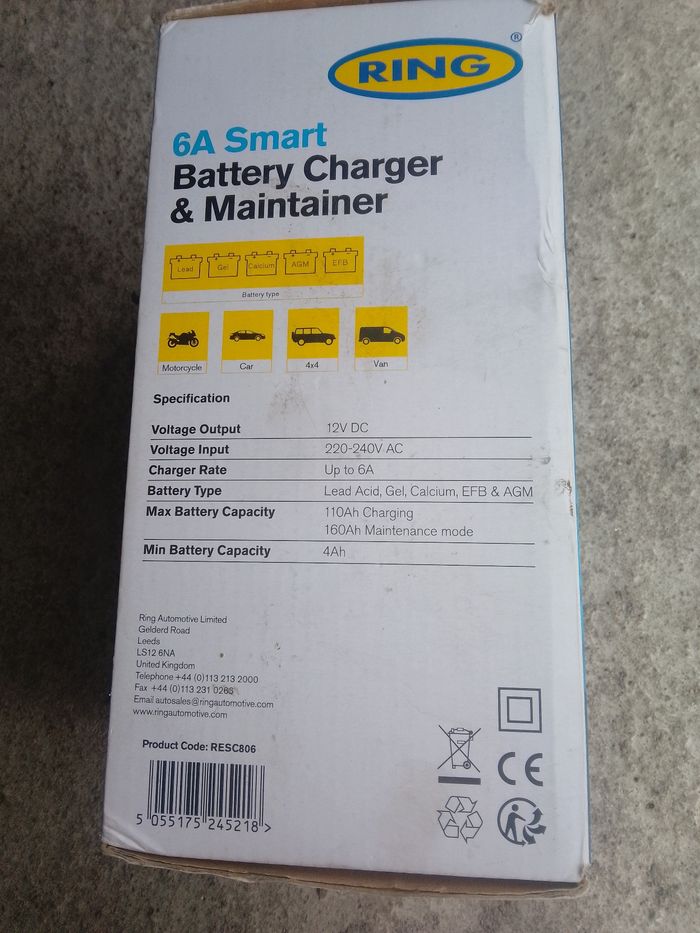 RING®
6A Smart
Battery Charger
& Maintainer
Lead Gel Calcium AGM EFB
Battery type
Motorcycle Car 4x4 Van
Specification
Voltage Output 12V DC
Voltage Input 220-240V AC
Charger Rate Up to 6A
Battery Type Lead Acid, Gel, Calcium, EFB & AGM
Max Battery Capacity 110Ah Charging
160Ah Maintenance mode
Min Battery Capacity 4Ah
Ring Automotive Limited
Gelderd Road
Leeds
LS12 6NA
United Kingdom
Telephone +44 (0)113 213 2000
Fax +44 (0)113 231 0266
Email autosales@ringautomotive.com
www.ringautomotive.com
Product Code: RESC806
5 055175 245218 >
CE